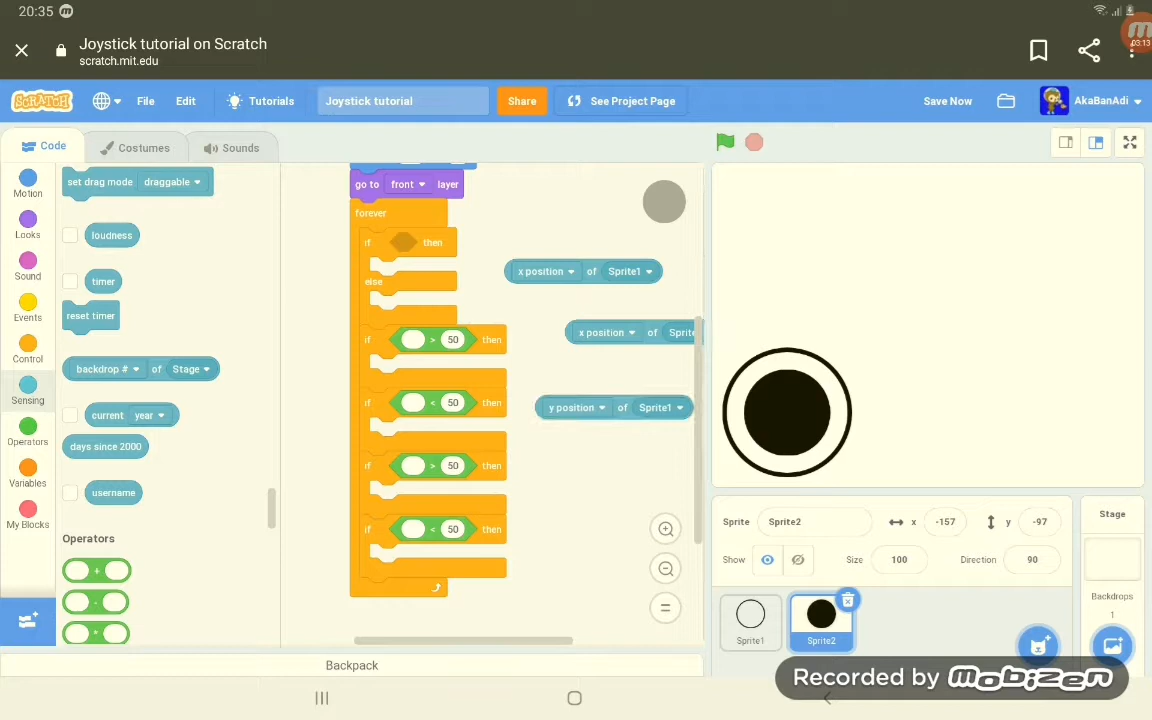 20:35
03:13
Joystick tutorial on Scratch
scratch.mit.edu
SCRATCH File Edit Tutorials Joystick tutorial Share See Project Page Save Now AkaBanAdi
Code Costumes Sounds
Motion
Looks
Sound
Events
Control
Sensing
Operators
Variables
My Blocks
set drag mode draggable
loudness
timer
reset timer
backdrop # of Stage
current year
days since 2000
username
Operators
+
-
*
go to front layer
forever
if then
else
if > 50 then
if < 50 then
if > 50 then
if < 50 then
x position of Sprite1
x position of Sprite
y position of Sprite1
Backpack
Sprite Sprite2 x -157 y -97
Show Size 100 Direction 90
Sprite1
Sprite2
Stage
Backdrops
1
Recorded by Mobizen